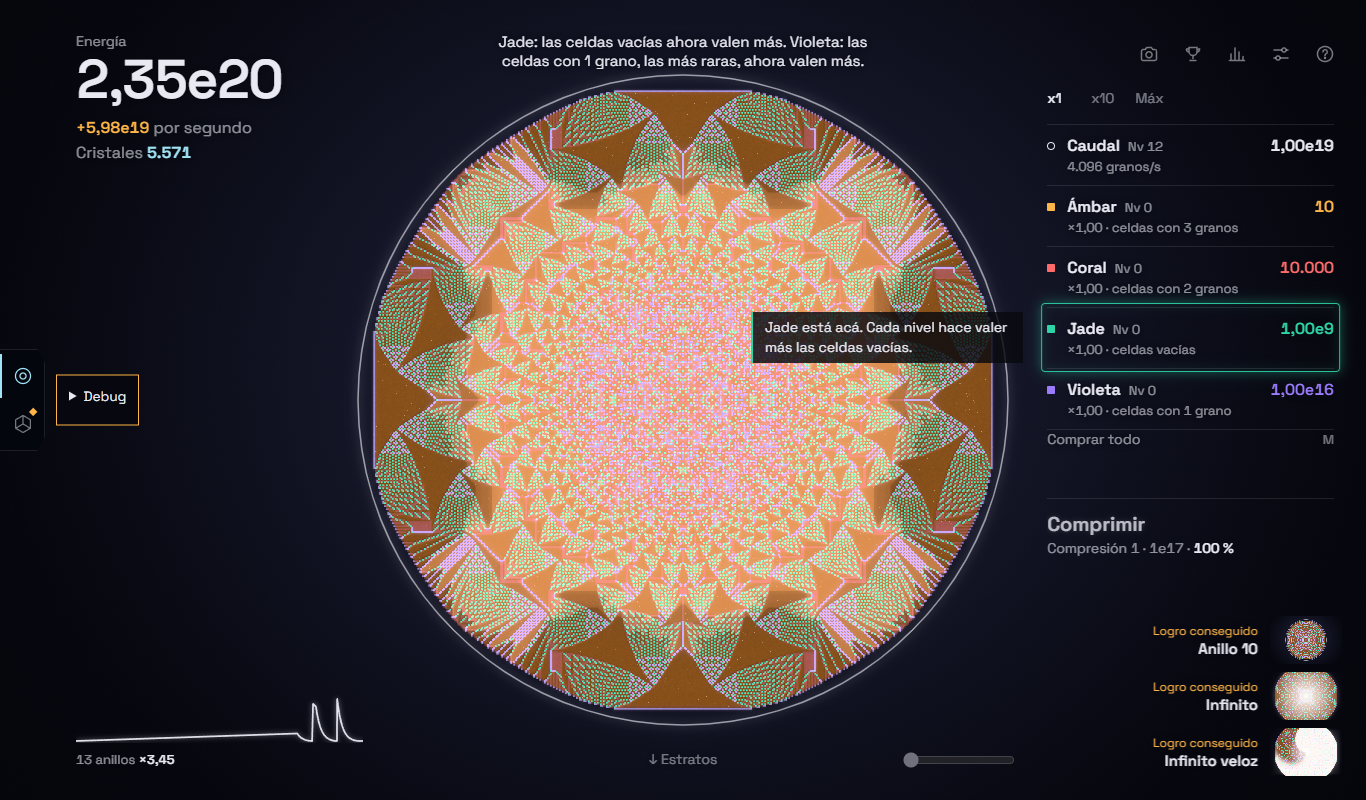 Energía
2,35e20
+5,98e19 por segundo
Cristales 5.571
Jade: las celdas vacías ahora valen más. Violeta: las
celdas con 1 grano, las más raras, ahora valen más.
x1 x10 Máx
Caudal Nv 12 1,00e19
4.096 granos/s
Ámbar Nv 0 10
×1,00 · celdas con 3 granos
Coral Nv 0 10.000
×1,00 · celdas con 2 granos
Jade Nv 0 1,00e9
×1,00 · celdas vacías
Violeta Nv 0 1,00e16
×1,00 · celdas con 1 grano
Comprar todo M
Jade está acá. Cada nivel hace valer
más las celdas vacías.
Debug
Comprimir
Compresión 1 · 1e17 · 100 %
Logro conseguido
Anillo 10
Logro conseguido
Infinito
Logro conseguido
Infinito veloz
13 anillos ×3,45
↓ Estratos